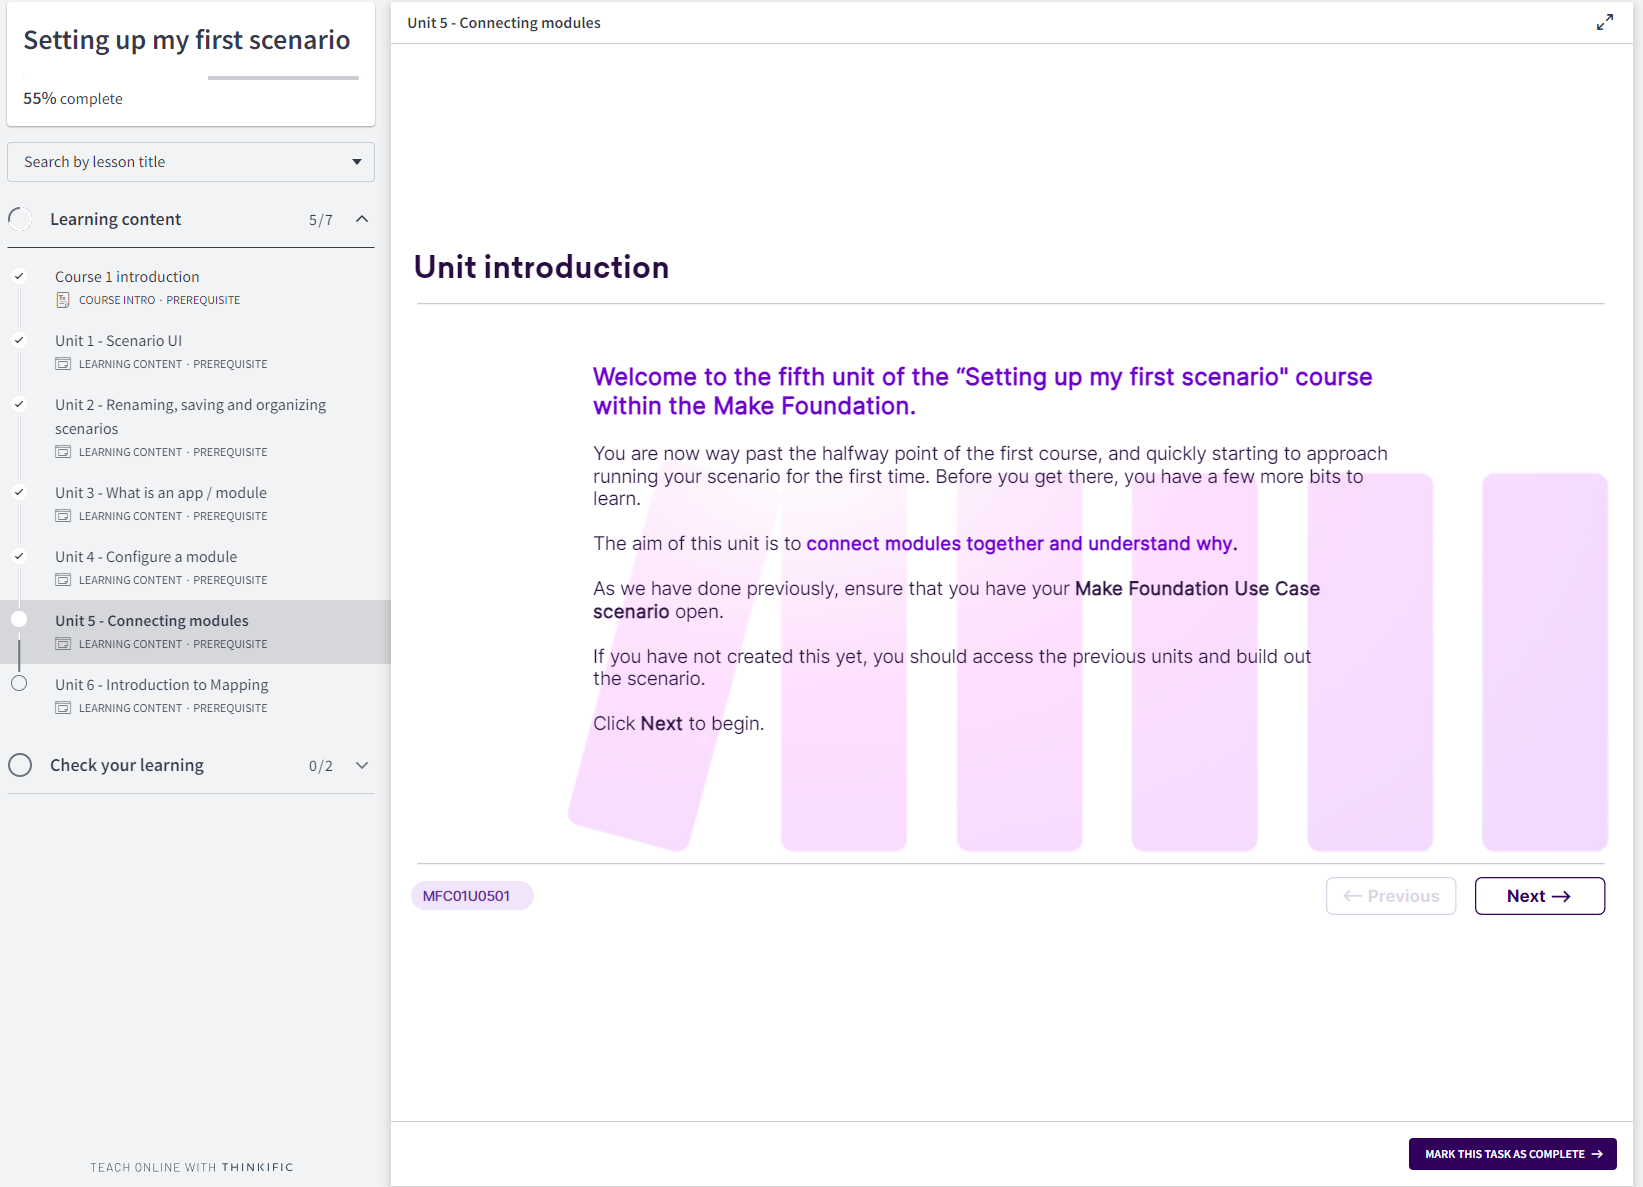 Setting up my first scenario
55% complete
Search by lesson title
Learning content 5/7
Course 1 introduction
COURSE INTRO · PREREQUISITE
Unit 1 - Scenario UI
LEARNING CONTENT · PREREQUISITE
Unit 2 - Renaming, saving and organizing
scenarios
LEARNING CONTENT · PREREQUISITE
Unit 3 - What is an app / module
LEARNING CONTENT · PREREQUISITE
Unit 4 - Configure a module
LEARNING CONTENT · PREREQUISITE
Unit 5 - Connecting modules
LEARNING CONTENT · PREREQUISITE
Unit 6 - Introduction to Mapping
LEARNING CONTENT · PREREQUISITE
Check your learning 0/2
TEACH ONLINE WITH THINKIFIC
Unit 5 - Connecting modules
Unit introduction
Welcome to the fifth unit of the “Setting up my first scenario" course
within the Make Foundation.
You are now way past the halfway point of the first course, and quickly starting to approach
running your scenario for the first time. Before you get there, you have a few more bits to
learn.
The aim of this unit is to connect modules together and understand why.
As we have done previously, ensure that you have your Make Foundation Use Case
scenario open.
If you have not created this yet, you should access the previous units and build out
the scenario.
Click Next to begin.
MFC01U0501
← Previous
Next →
MARK THIS TASK AS COMPLETE →